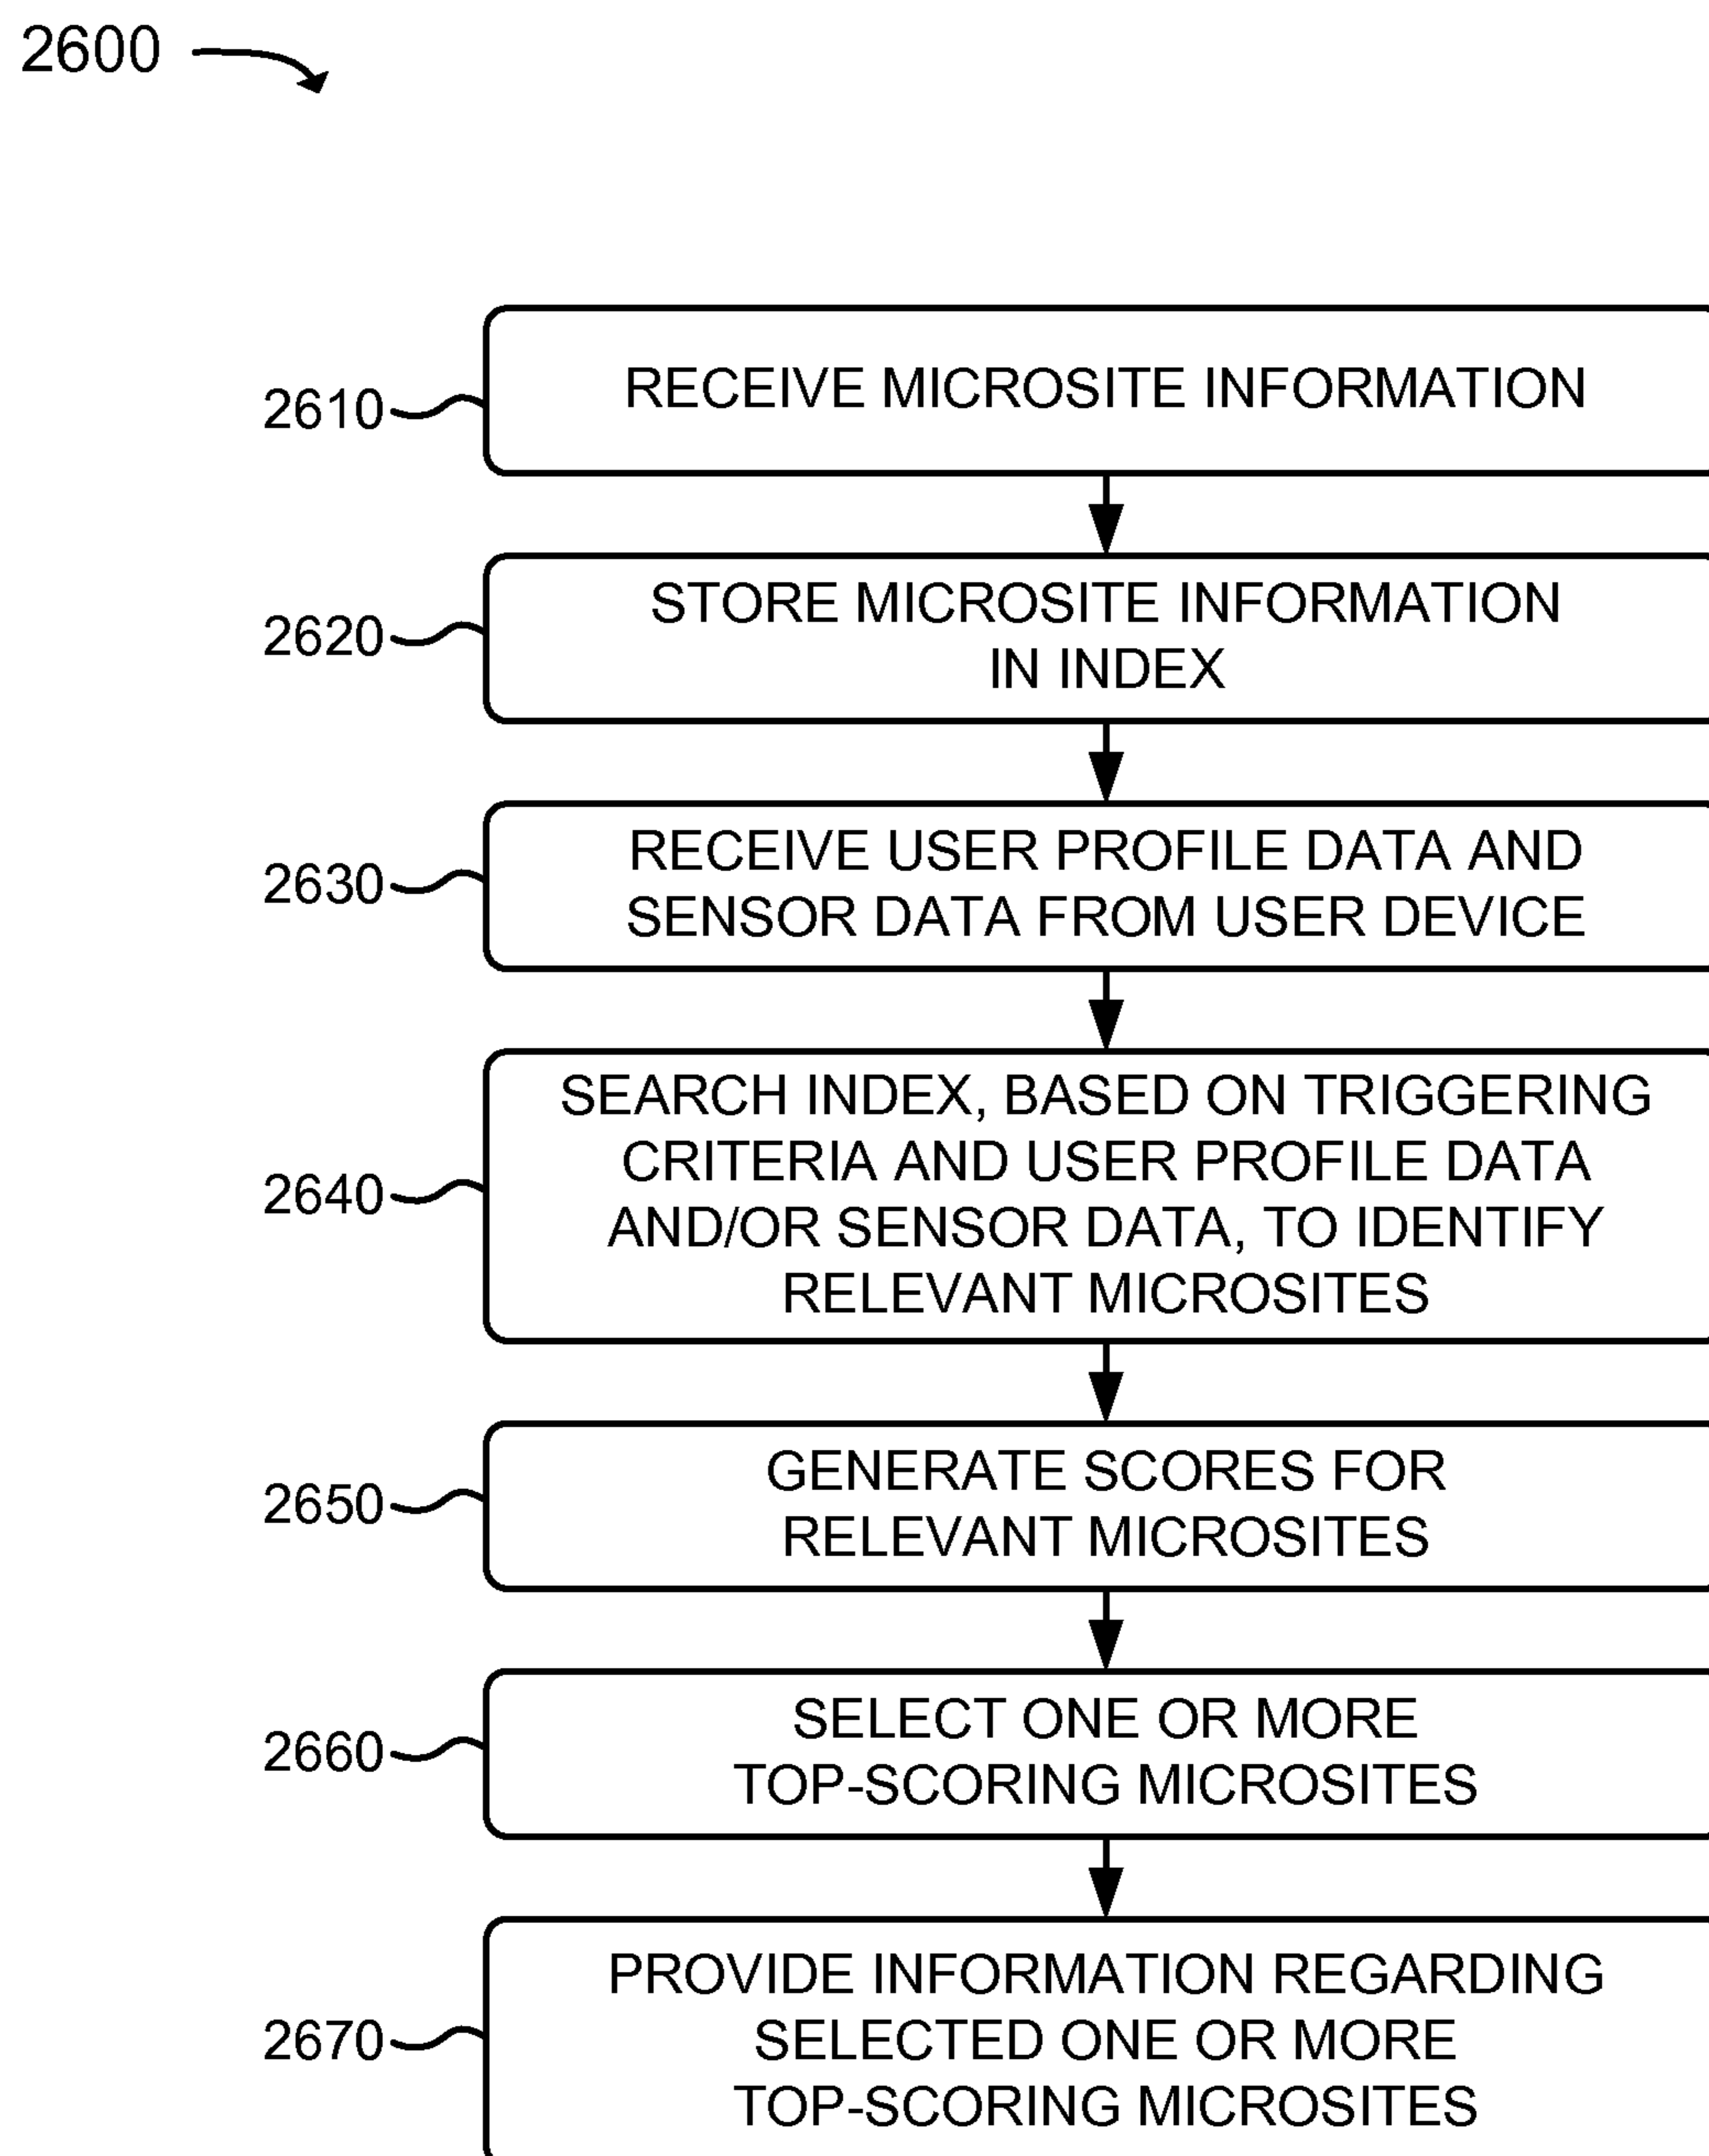 2600
2610
RECEIVE MICROSITE INFORMATION
2620
STORE MICROSITE INFORMATION
IN INDEX
2630
RECEIVE USER PROFILE DATA AND
SENSOR DATA FROM USER DEVICE
2640
SEARCH INDEX, BASED ON TRIGGERING
CRITERIA AND USER PROFILE DATA
AND/OR SENSOR DATA, TO IDENTIFY
RELEVANT MICROSITES
2650
GENERATE SCORES FOR
RELEVANT MICROSITES
2660
SELECT ONE OR MORE
TOP-SCORING MICROSITES
2670
PROVIDE INFORMATION REGARDING
SELECTED ONE OR MORE
TOP-SCORING MICROSITES